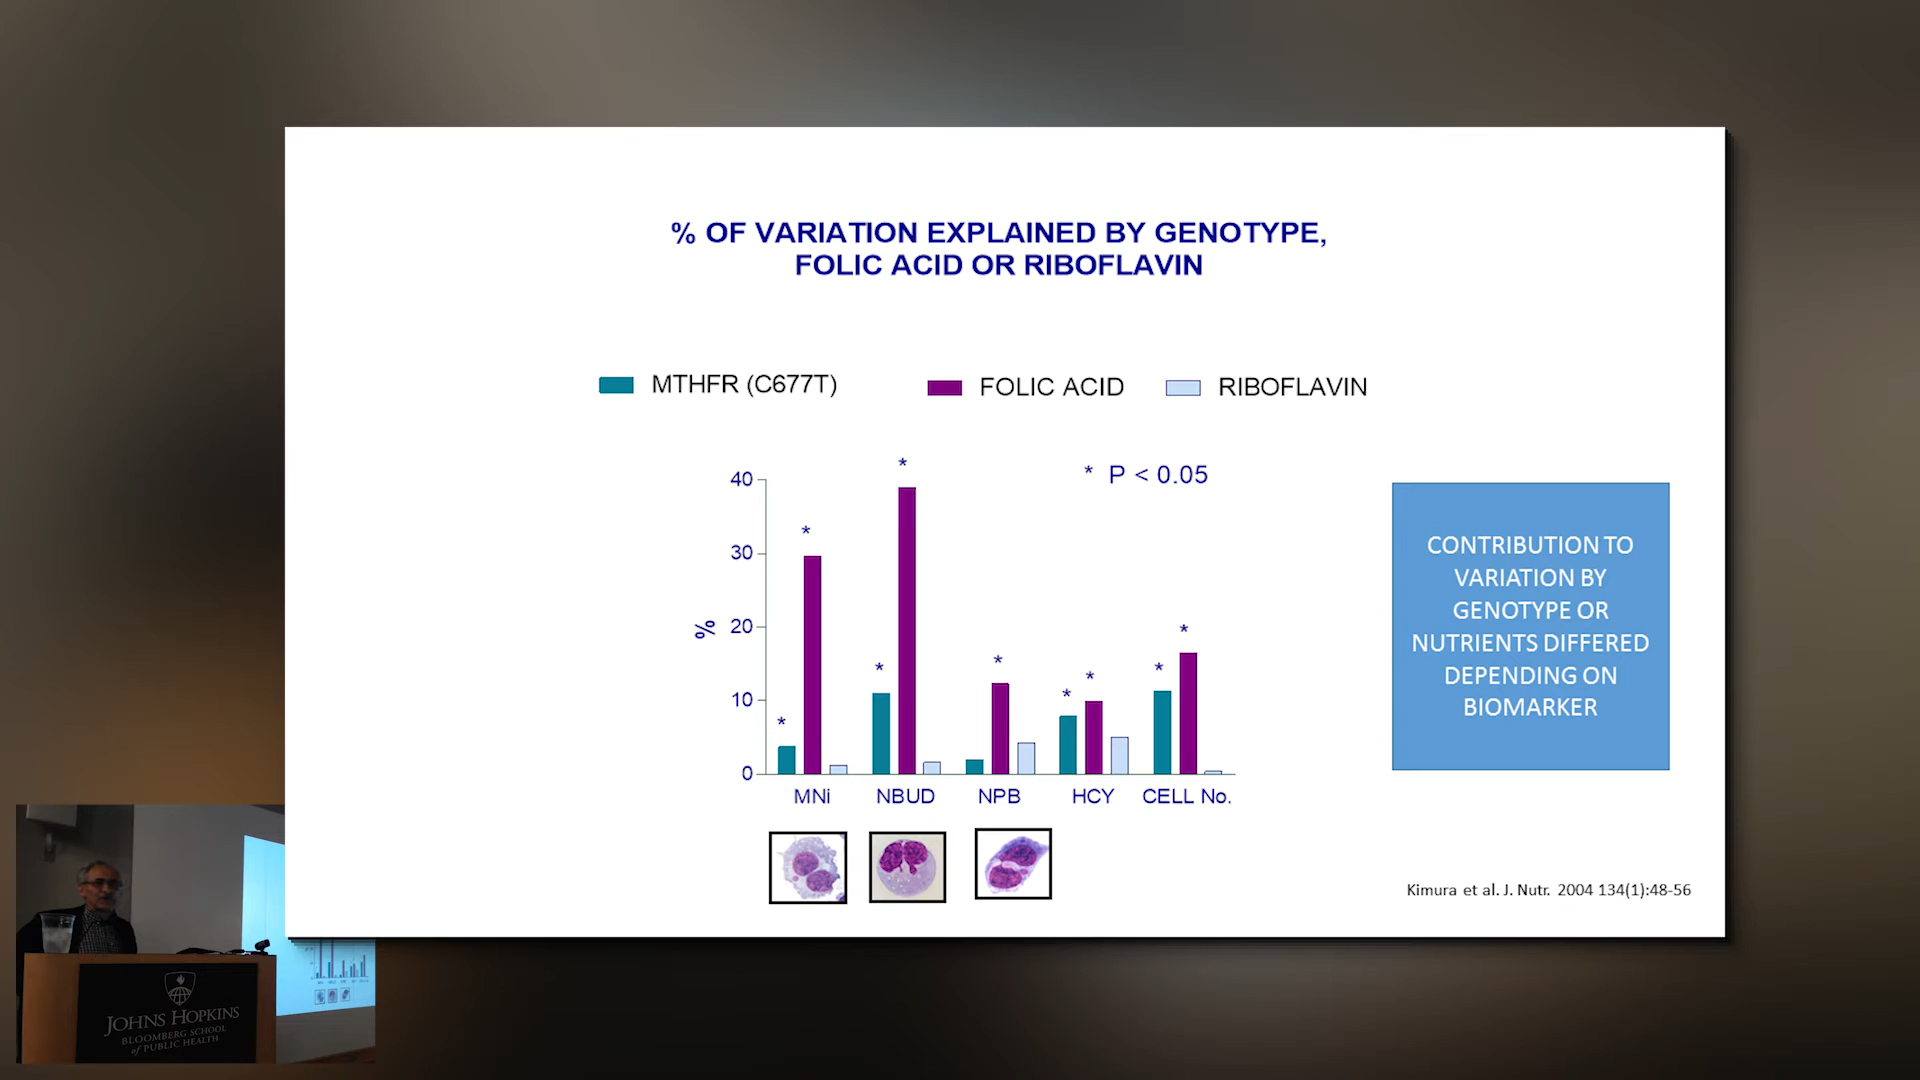 % OF VARIATION EXPLAINED BY GENOTYPE,
FOLIC ACID OR RIBOFLAVIN
MTHFR (C677T)
FOLIC ACID
RIBOFLAVIN
* P < 0.05
%
40
30
20
10
0
* * * * * * * * *
MNi
NBUD
NPB
HCY
CELL No.
CONTRIBUTION TO
VARIATION BY
GENOTYPE OR
NUTRIENTS DIFFERED
DEPENDING ON
BIOMARKER
Kimura et al. J. Nutr. 2004 134(1):48-56
JOHNS HOPKINS
BLOOMBERG SCHOOL
of PUBLIC HEALTH